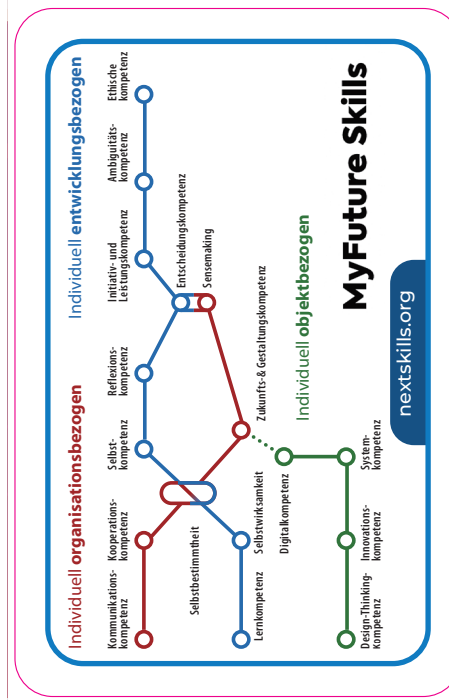 Individuell organisationsbezogen
Individuell entwicklungsbezogen
Kommunikations-
kompetenz
Kooperations-
kompetenz
Selbst-
kompetenz
Reflexions-
kompetenz
Initiativ- und
Leistungskompetenz
Ambiguitäts-
kompetenz
Ethische
kompetenz
Entscheidungskompetenz
Sensemaking
Selbstbestimmtheit
Lernkompetenz
Selbstwirksamkeit
Zukunfts-& Gestaltungskompetenz
Digitalkompetenz
Individuell objektbezogen
Design-Thinking-
Kompetenz
Innovations-
kompetenz
System-
kompetenz
MyFuture Skills
nextskills.org